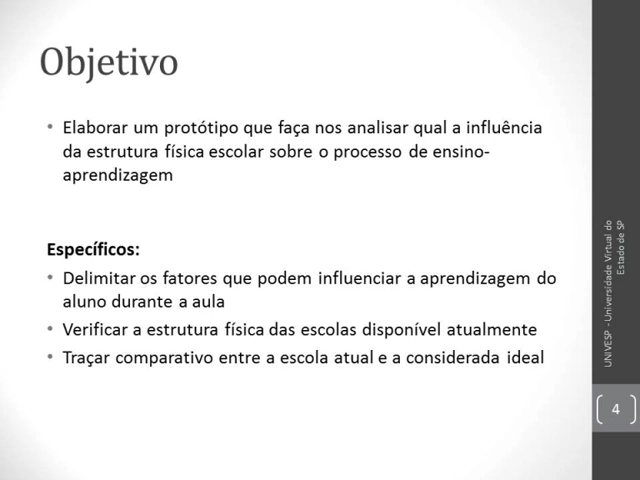 Objetivo
• Elaborar um protótipo que faça nos analisar qual a influência
da estrutura física escolar sobre o processo de ensino-
aprendizagem
Específicos:
• Delimitar os fatores que podem influenciar a aprendizagem do
aluno durante a aula
• Verificar a estrutura física das escolas disponível atualmente
• Traçar comparativo entre a escola atual e a considerada ideal
UNIVESP - Universidade Virtual do
Estado de SP
4